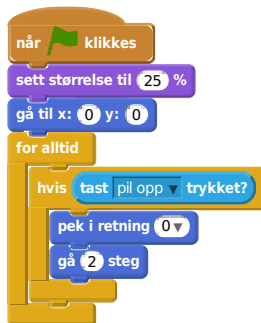 når klikkes
sett størrelse til 25 %
gå til x: 0 y: 0
for alltid
hvis tast pil opp ▼ trykket?
pek i retning 0 ▼
gå 2 steg